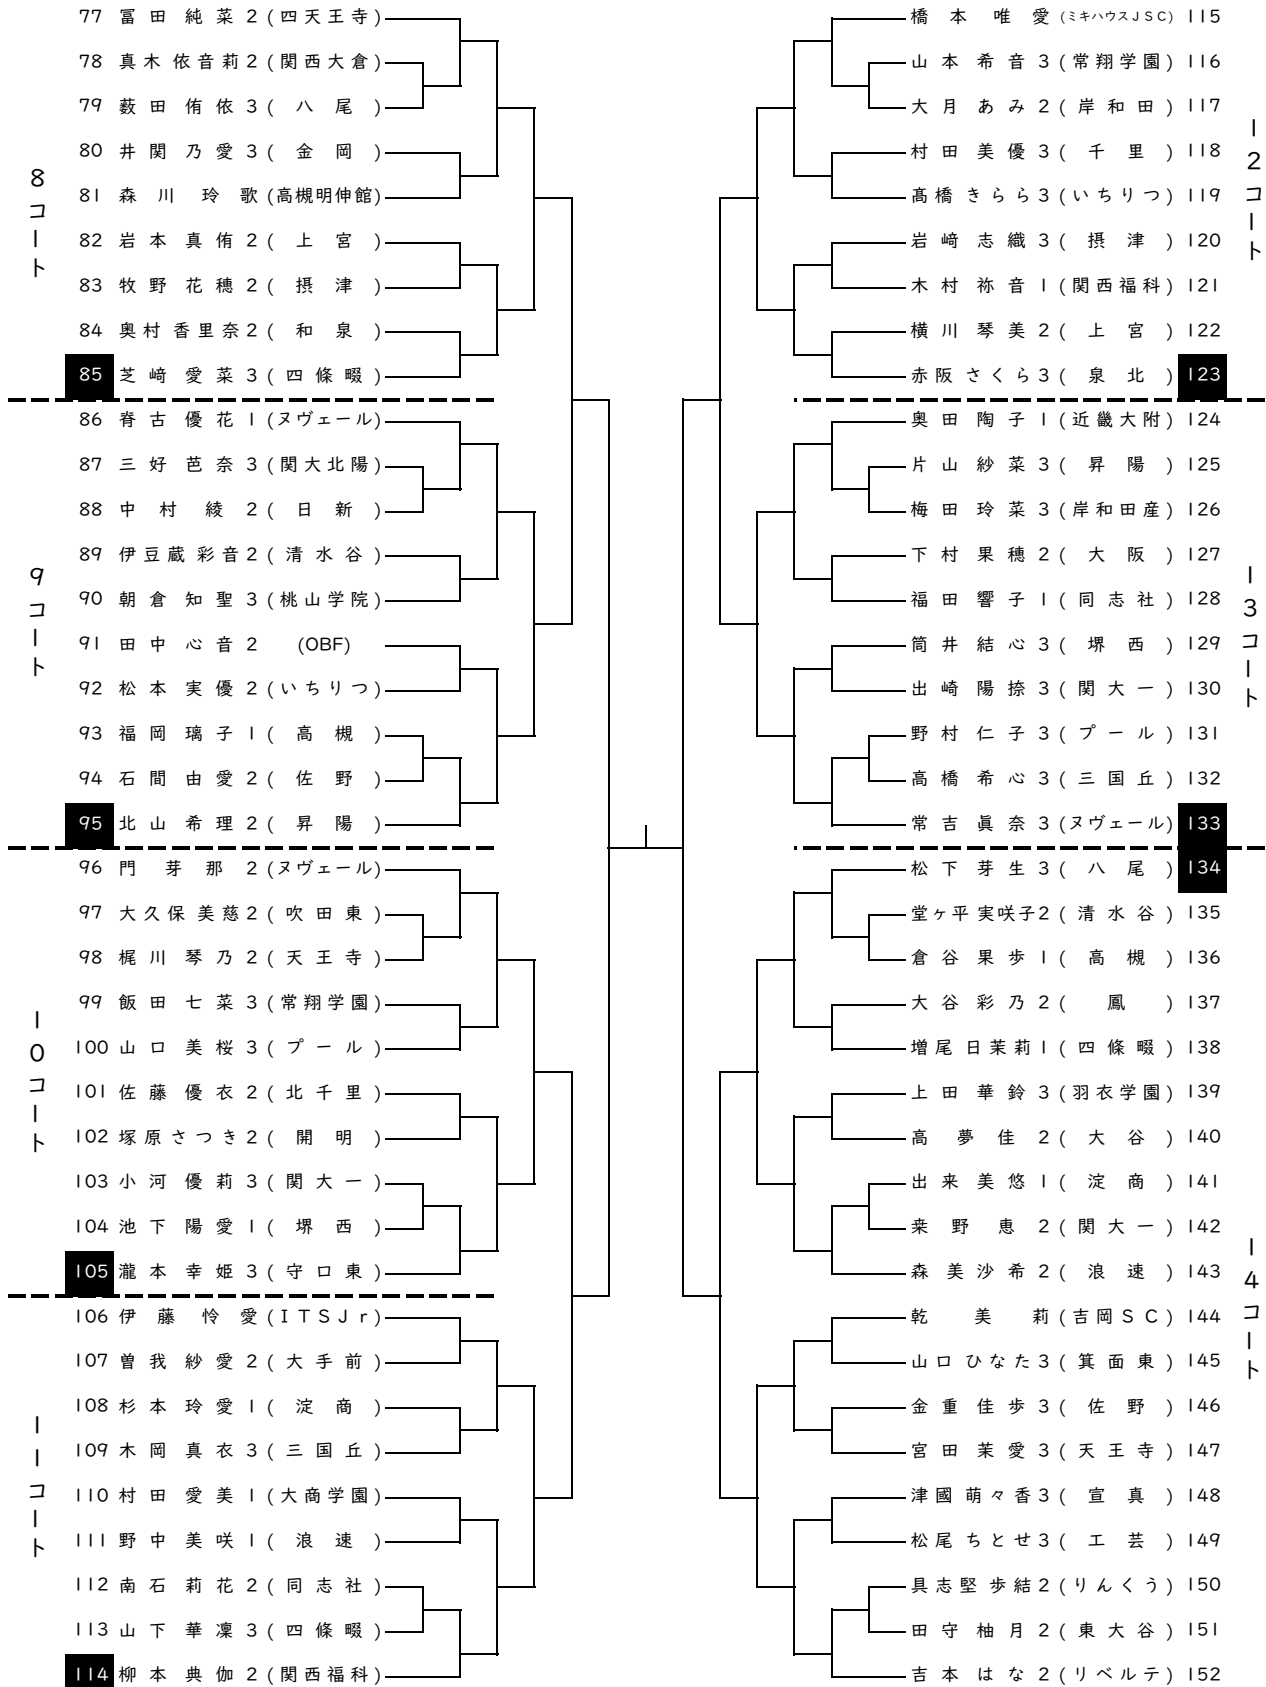 8コート
77 冨田 純菜 2 (四天王寺)
78 真木 依音莉 2 (関西大倉)
79 薮田 侑依 3 (八尾)
80 井関 乃愛 3 (金岡)
81 森川 玲歌 (高槻明伸館)
82 岩本 真侑 2 (上宮)
83 牧野 花穂 2 (摂津)
84 奥村 香里奈 2 (和泉)
85 芝﨑 愛菜 3 (四條畷)
9コート
86 脊古 優花 1 (ヌヴェール)
87 三好 芭奈 3 (関大北陽)
88 中村 綾 2 (日新)
89 伊豆蔵 彩音 2 (清水谷)
90 朝倉 知聖 3 (桃山学院)
91 田中 心音 2 (OBF)
92 松本 実優 2 (いちりつ)
93 福岡 璃子 1 (高槻)
94 石間 由愛 2 (佐野)
95 北山 希理 2 (昇陽)
10コート
96 門 芽那 2 (ヌヴェール)
97 大久保 美慈 2 (吹田東)
98 梶川 琴乃 2 (天王寺)
99 飯田 七菜 3 (常翔学園)
100 山口 美桜 3 (プール)
101 佐藤 優衣 2 (北千里)
102 塚原 さつき 2 (開明)
103 小河 優莉 3 (関大一)
104 池下 陽愛 1 (堺西)
105 瀧本 幸姫 3 (守口東)
11コート
106 伊藤 怜愛 (ITSJr)
107 曽我 紗愛 2 (大手前)
108 杉本 玲愛 1 (淀商)
109 木岡 真衣 3 (三国丘)
110 村田 愛美 1 (大商学園)
111 野中 美咲 1 (浪速)
112 南石 莉花 2 (同志社)
113 山下 華凜 3 (四條畷)
114 柳本 典伽 2 (関西福科)
12コート
橋本 唯愛 (ミキハウスJSC) 115
山本 希音 3 (常翔学園) 116
大月 あみ 2 (岸和田) 117
村田 美優 3 (千里) 118
髙橋 きらら 3 (いちりつ) 119
岩﨑 志織 3 (摂津) 120
木村 祢音 1 (関西福科) 121
横川 琴美 2 (上宮) 122
赤阪 さくら 3 (泉北) 123
13コート
奥田 陶子 1 (近畿大附) 124
片山 紗菜 3 (昇陽) 125
梅田 玲菜 3 (岸和田産) 126
下村 果穂 2 (大阪) 127
福田 響子 1 (同志社) 128
筒井 結心 3 (堺西) 129
出崎 陽捺 3 (関大一) 130
野村 仁子 3 (プール) 131
高橋 希心 3 (三国丘) 132
常吉 眞奈 3 (ヌヴェール) 133
14コート
松下 芽生 3 (八尾) 134
堂ヶ平 実咲子 2 (清水谷) 135
倉谷 果歩 1 (高槻) 136
大谷 彩乃 2 (鳳) 137
増尾 日茉莉 1 (四條畷) 138
上田 華鈴 3 (羽衣学園) 139
高 夢佳 2 (大谷) 140
出来 美悠 1 (淀商) 141
来野 恵 2 (関大一) 142
森 美沙希 2 (浪速) 143
乾 美莉 (吉岡SC) 144
山口 ひなた 3 (箕面東) 145
金重 佳歩 3 (佐野) 146
宮田 茉愛 3 (天王寺) 147
津國 萌々香 3 (宣真) 148
松尾 ちとせ 3 (工芸) 149
具志堅 歩結 2 (りんくう) 150
田守 柚月 2 (東大谷) 151
吉本 はな 2 (リベルテ) 152